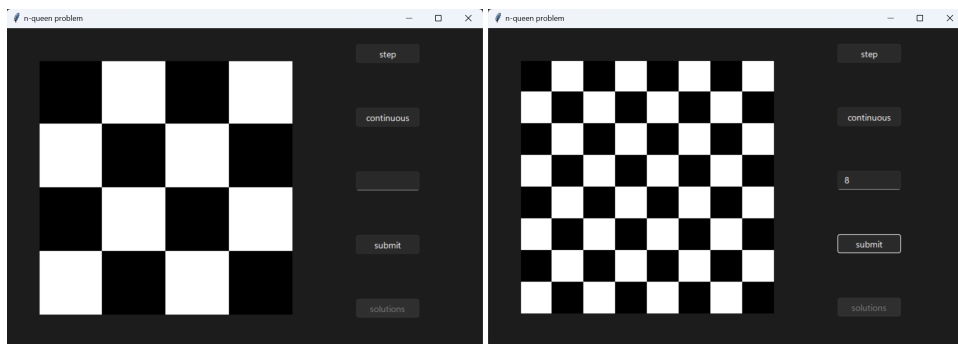 n-queen problem
step
continuous
submit
solutions
n-queen problem
step
continuous
8
submit
solutions